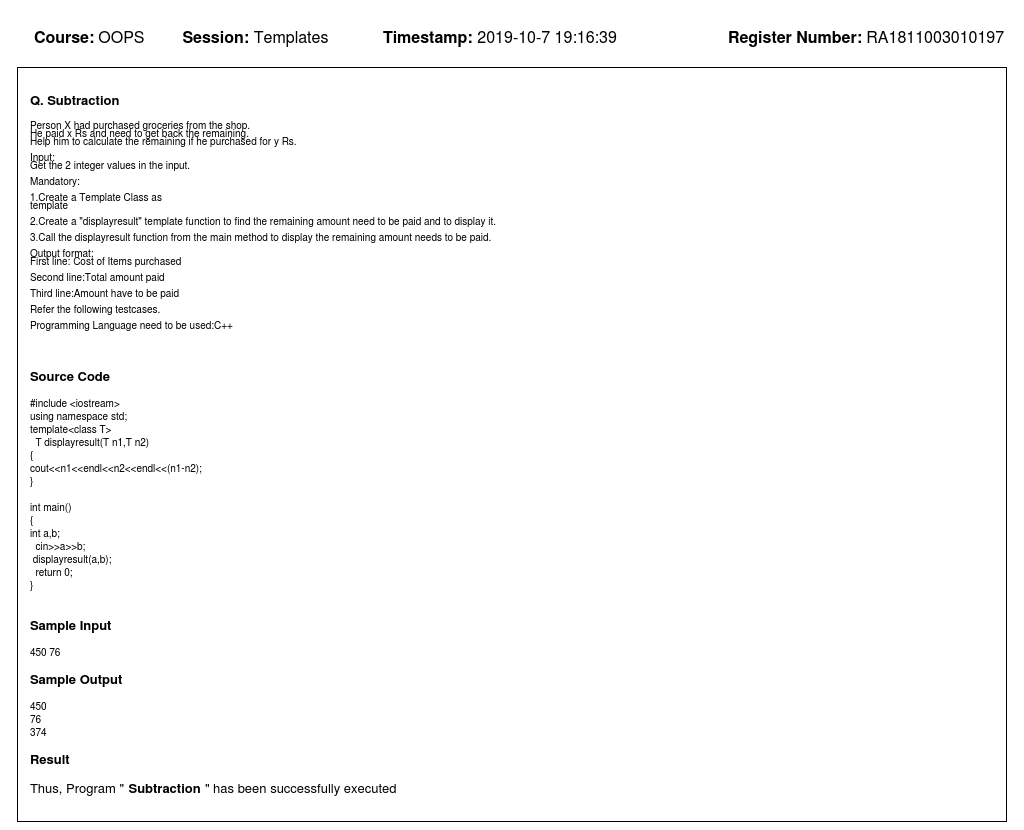 Course: OOPS Session: Templates Timestamp: 2019-10-7 19:16:39 Register Number: RA1811003010197
Q. Subtraction
Person X had purchased groceries from the shop.
He paid x Rs and need to get back the remaining.
Help him to calculate the remaining if he purchased for y Rs.
Input:
Get the 2 integer values in the input.
Mandatory:
1.Create a Template Class as
template
2.Create a "displayresult" template function to find the remaining amount need to be paid and to display it.
3.Call the displayresult function from the main method to display the remaining amount needs to be paid.
Output format:
First line: Cost of Items purchased
Second line:Total amount paid
Third line:Amount have to be paid
Refer the following testcases.
Programming Language need to be used:C++
Source Code
#include <iostream>
using namespace std;
template<class T>
T displayresult(T n1,T n2)
{
cout<<n1<<endl<<n2<<endl<<(n1-n2);
}
int main()
{
int a,b;
cin>>a>>b;
displayresult(a,b);
return 0;
}
Sample Input
450 76
Sample Output
450
76
374
Result
Thus, Program " Subtraction " has been successfully executed